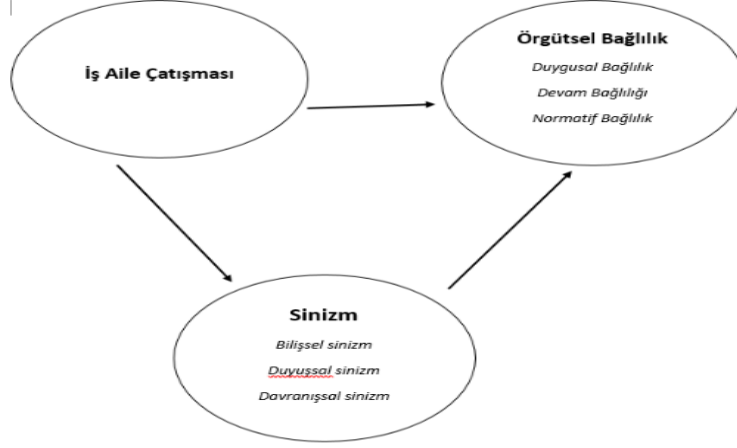 İş Aile Çatışması
Örgütsel Bağlılık
Duygusal Bağlılık
Devam Bağlılığı
Normatif Bağlılık
Sinizm
Bilişsel sinizm
Duyuşsal sinizm
Davranışsal sinizm